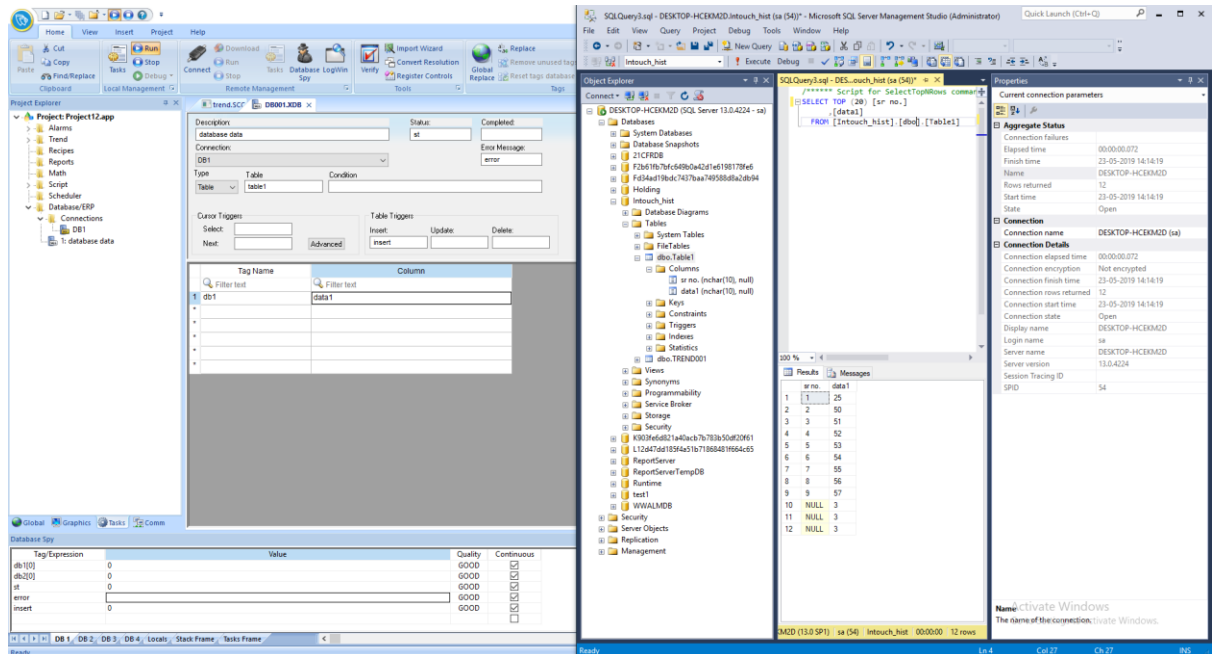 Home View Insert Project Help
Paste
Cut
Copy
Find/Replace
Clipboard
Tasks
Run
Stop
Debug
Local Management
Connect
Download
Run
Stop
Tasks
Database Spy
LogWin
Remote Management
Verify
Import Wizard
Convert Resolution
Register Controls
Tools
Global Replace
Replace
Remove unused tags
Reset tags database
Tags
Project Explorer
Project: Project12.app
Alarms
Trend
Recipes
Reports
Math
Script
Scheduler
Database/ERP
Connections
DB1
1: database data
Global Graphics Tasks Comm
trend.SCC DB001.XDB
Description: Status: Completed:
database data st
Connection: Error Message:
DB1 error
Type Table Condition
Table table1
Cursor Triggers Table Triggers
Select: Insert: Update: Delete:
Next: Advanced insert
Tag Name Column
Filter text Filter text
1 db1 data1
Database Spy
Tag/Expression Value Quality Continuous
db1[0] 0 GOOD
db2[0] 0 GOOD
st 0 GOOD
error GOOD
insert 0 GOOD
DB 1 DB 2 DB 3 DB 4 Locals Stack Frame Tasks Frame
Ready
SQLQuery3.sql - DESKTOP-HCEKM2D.Intouch_hist (sa (54))* - Microsoft SQL Server Management Studio (Administrator)
Quick Launch (Ctrl+Q)
File Edit View Query Project Debug Tools Window Help
New Query
Intouch_hist Execute Debug
Object Explorer
Connect
DESKTOP-HCEKM2D (SQL Server 13.0.4224 - sa)
Databases
System Databases
Database Snapshots
21CFRDB
F2b61fb7bfc649b0a42d1e6198178fe6
Fd34ad19bdc7437baa749588d8a2db94
Holding
Intouch_hist
Database Diagrams
Tables
System Tables
FileTables
dbo.Table1
Columns
sr no. (nchar(10), null)
data1 (nchar(10), null)
Keys
Constraints
Triggers
Indexes
Statistics
dbo.TREND001
Views
Synonyms
Programmability
Service Broker
Storage
Security
K903fe6d821a40acb7b783b50df20f61
L12d47dd185f4a51b71868481f664c65
ReportServer
ReportServerTempDB
Runtime
test1
WWALMDB
Security
Server Objects
Replication
Management
SQLQuery3.sql - DES...ouch_hist (sa (54))*
/****** Script for SelectTopNRows comman
SELECT TOP (20) [sr no.]
,[data1]
FROM [Intouch_hist].[dbo].[Table1]
100 %
Results Messages
sr no. data1
1 1 25
2 2 50
3 3 51
4 4 52
5 5 53
6 6 54
7 7 55
8 8 56
9 9 57
10 NULL 3
11 NULL 3
12 NULL 3
KM2D (13.0 SP1) sa (54) Intouch_hist 00:00:00 12 rows
Properties
Current connection parameters
Aggregate Status
Connection failures
Elapsed time 00:00:00.072
Finish time 23-05-2019 14:14:19
Name DESKTOP-HCEKM2D
Rows returned 12
Start time 23-05-2019 14:14:19
State Open
Connection
Connection name DESKTOP-HCEKM2D (sa)
Connection Details
Connection elapsed time 00:00:00.072
Connection encryption Not encrypted
Connection finish time 23-05-2019 14:14:19
Connection rows returned 12
Connection start time 23-05-2019 14:14:19
Connection state Open
Display name DESKTOP-HCEKM2D
Login name sa
Server name DESKTOP-HCEKM2D
Server version 13.0.4224
Session Tracing ID
SPID 54
Name
The name of the connection.
Activate Windows
Ready Ln 4 Col 27 Ch 27 INS